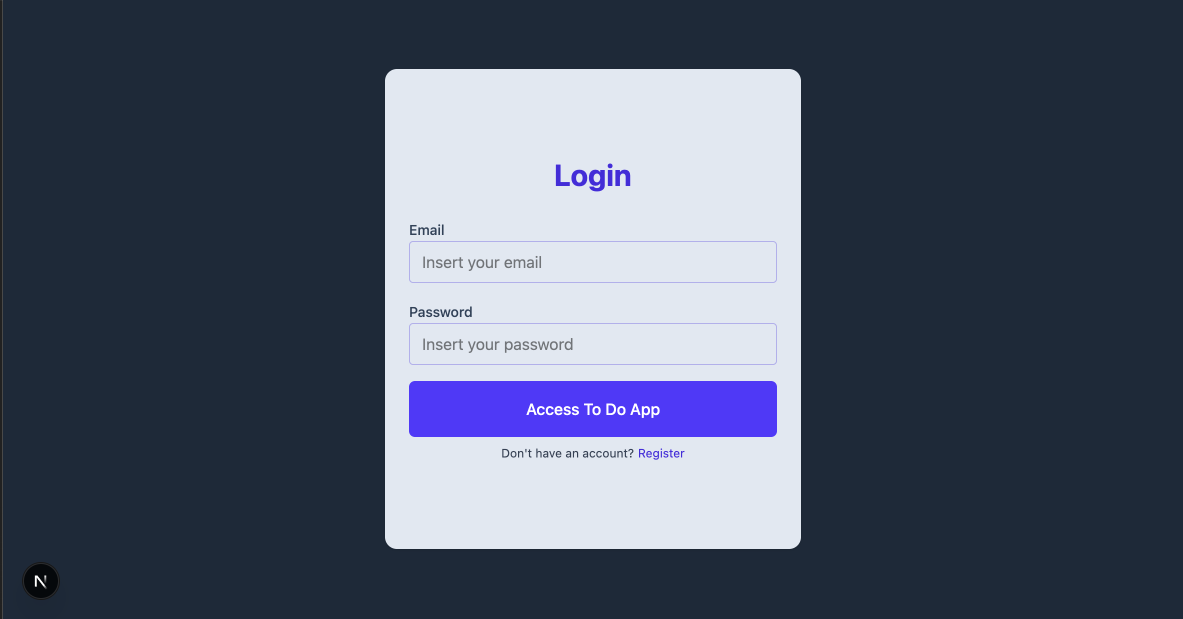 Login
Email
Insert your email
Password
Insert your password
Access To Do App
Don't have an account? Register
N